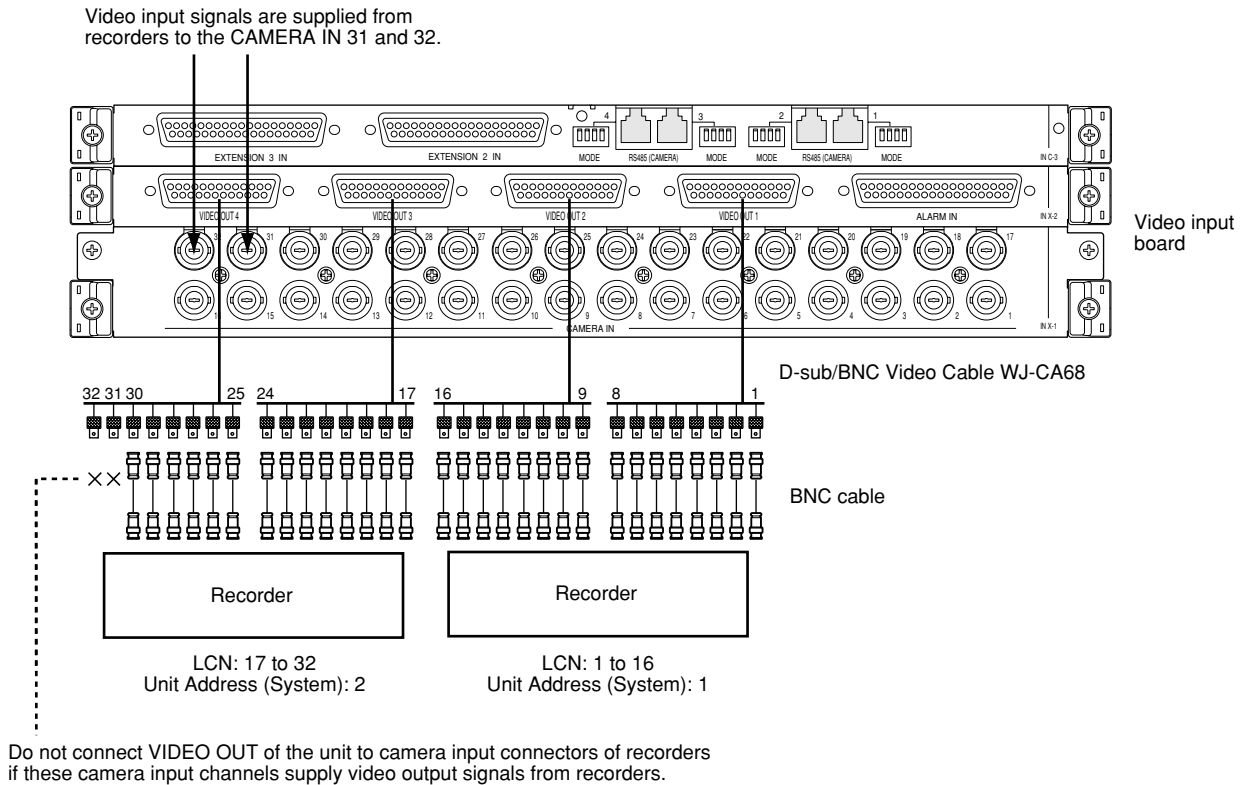 Video input signals are supplied from
recorders to the CAMERA IN 31 and 32.
4 3 2 1
EXTENSION 3 IN EXTENSION 2 IN MODE RS485 (CAMERA) MODE MODE RS485 (CAMERA) MODE IN C-3
VIDEO OUT 4 VIDEO OUT 3 VIDEO OUT 2 VIDEO OUT 1 ALARM IN IN X-2
Video input
board
32 31 30 29 28 27 26 25 24 23 22 21 20 19 18 17
16 15 14 13 12 11 10 9 8 7 6 5 4 3 2 1
CAMERA IN IN X-1
D-sub/BNC Video Cable WJ-CA68
32 31 30 25 24 17 16 9 8 1
BNC cable
Recorder Recorder
LCN: 17 to 32 LCN: 1 to 16
Unit Address (System): 2 Unit Address (System): 1
Do not connect VIDEO OUT of the unit to camera input connectors of recorders
if these camera input channels supply video output signals from recorders.